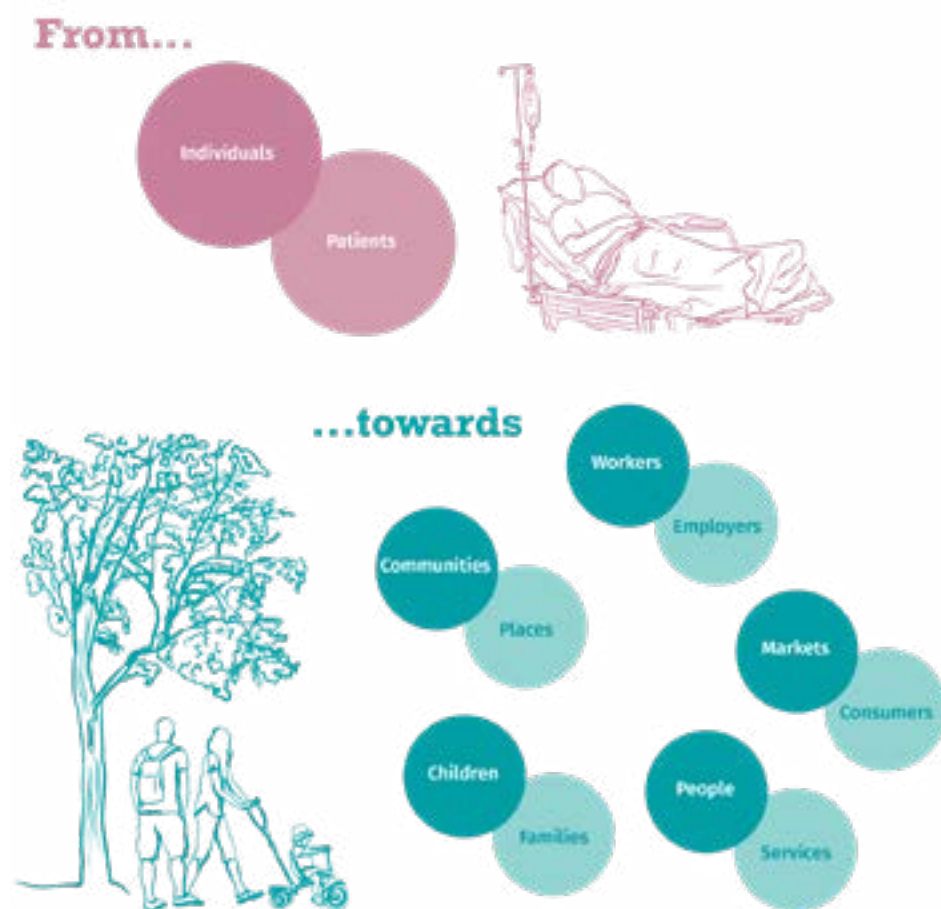 From...
Individuals
Patients
...towards
Workers
Employers
Communities
Places
Markets
Consumers
Children
Families
People
Services